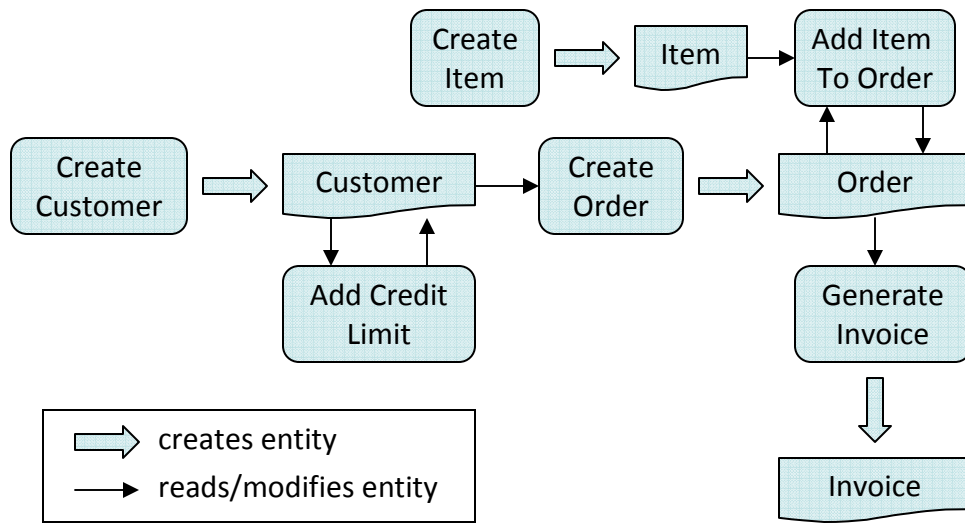 Create
Item
Item
Add Item
To Order
Create
Customer
Customer
Create
Order
Order
Add Credit
Limit
Generate
Invoice
creates entity
reads/modifies entity
Invoice